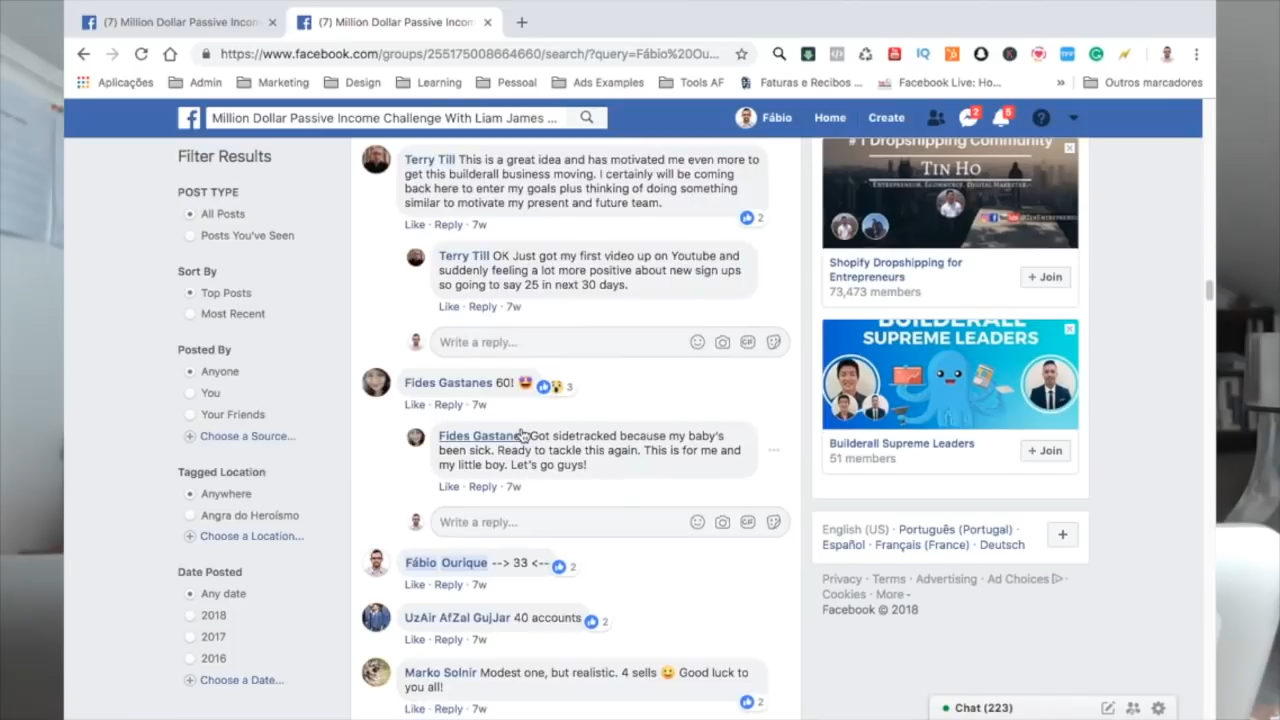 (7) Million Dollar Passive Incom
(7) Million Dollar Passive Incom
https://www.facebook.com/groups/255175008664660/search/?query=Fábio%20Ou...
Aplicações
Admin
Marketing
Design
Learning
Pessoal
Ads Examples
Tools AF
Faturas e Recibos ...
Facebook Live: Ho...
Outros marcadores
Million Dollar Passive Income Challenge With Liam James ...
Fábio
Home
Create
2
5
Filter Results
POST TYPE
All Posts
Posts You've Seen
Sort By
Top Posts
Most Recent
Posted By
Anyone
You
Your Friends
Choose a Source...
Tagged Location
Anywhere
Angra do Heroísmo
Choose a Location...
Date Posted
Any date
2018
2017
2016
Choose a Date...
Terry Till This is a great idea and has motivated me even more to
get this builderall business moving. I certainly will be coming
back here to enter my goals plus thinking of doing something
similar to motivate my present and future team.
2
Like · Reply · 7w
Terry Till OK Just got my first video up on Youtube and
suddenly feeling a lot more positive about new sign ups
so going to say 25 in next 30 days.
Like · Reply · 7w
Write a reply...
Fides Gastanes 60! 3
Like · Reply · 7w
Fides Gastane Got sidetracked because my baby's
been sick. Ready to tackle this again. This is for me and
my little boy. Let's go guys!
Like · Reply · 7w
Write a reply...
Fábio Ourique --> 33 <-- 2
Like · Reply · 7w
UzAir AfZal GujJar 40 accounts 2
Like · Reply · 7w
Marko Solnir Modest one, but realistic. 4 sells Good luck to
you all!
2
Like · Reply · 7w
#1 Dropshipping Community
TIN HO
ENTREPRENEUR. ECOMMERCE. DIGITAL MARKETER.
Shopify Dropshipping for
Entrepreneurs
73,473 members
+ Join
BUILDERALL
SUPREME LEADERS
Builderall Supreme Leaders
51 members
+ Join
English (US) · Português (Portugal) ·
Español · Français (France) · Deutsch
Privacy · Terms · Advertising · Ad Choices ·
Cookies · More
Facebook © 2018
Chat (223)